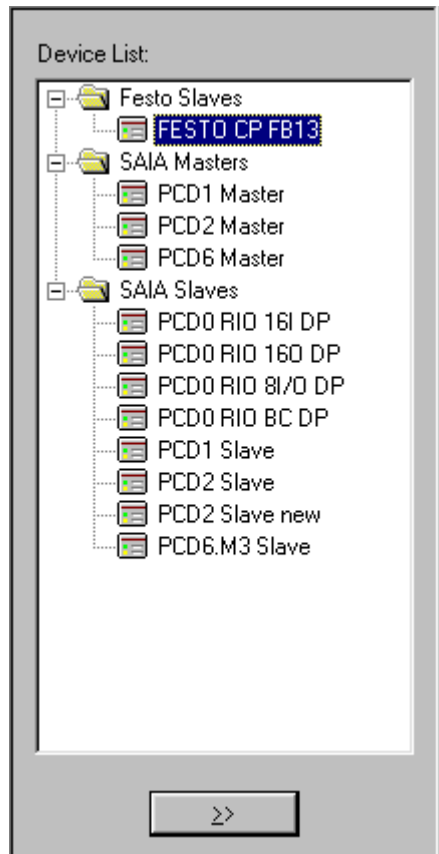 Device List:
Festo Slaves
FESTO CP FB13
SAIA Masters
PCD1 Master
PCD2 Master
PCD6 Master
SAIA Slaves
PCD0 RIO 16I DP
PCD0 RIO 16O DP
PCD0 RIO 8I/O DP
PCD0 RIO BC DP
PCD1 Slave
PCD2 Slave
PCD2 Slave new
PCD6.M3 Slave
>>